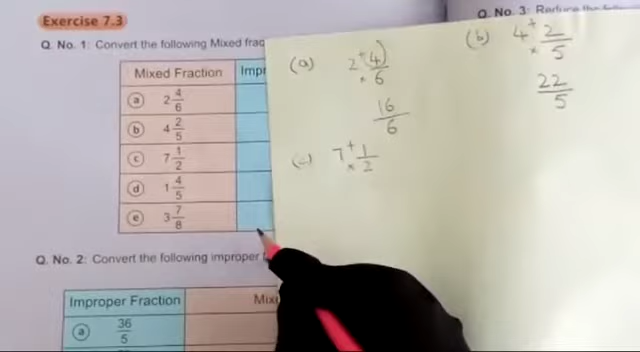 Exercise 7.3
Q. No. 1: Convert the following Mixed frac
Mixed Fraction Impr
a 2 4/6
b 4 2/5
c 7 1/2
d 1 4/5
e 3 7/8
Q. No. 2: Convert the following improper
Improper Fraction Mix
a 36/5
Q. No. 3: Reduce the
(a) 2 + × 4/6
16/6
(b) 4 + × 2/5
22/5
(c) 7 + × 1/2